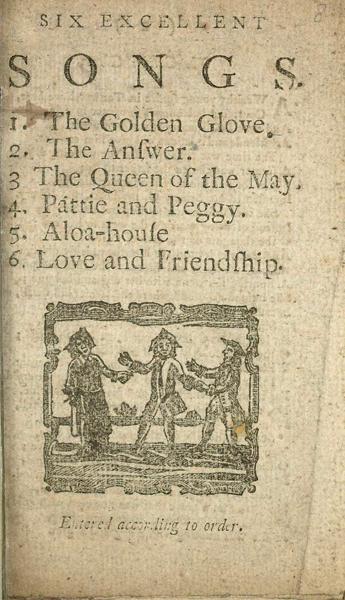 SIX EXCELLENT
SONGS.
1. The Golden Glove.
2. The Anſwer.
3 The Queen of the May.
4. Pattie and Peggy.
5. Aloa-houſe
6. Love and Friendſhip.
Entered according to order.